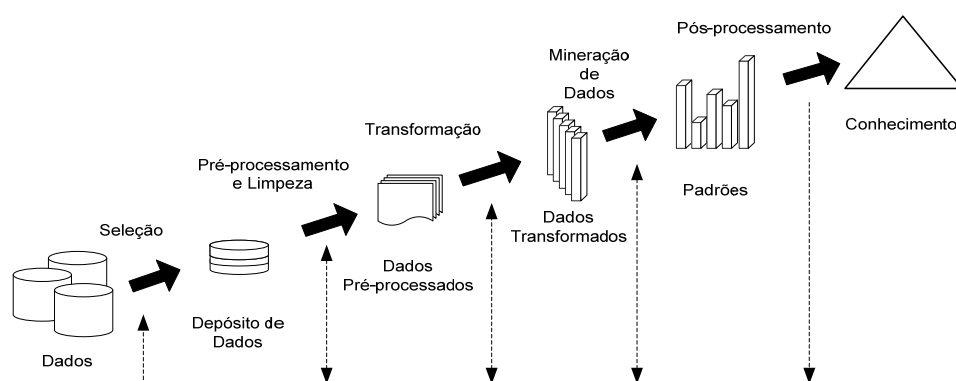 Dados
Seleção
Depósito de
Dados
Pré-processamento
e Limpeza
Dados
Pré-processados
Transformação
Dados
Transformados
Mineração
de
Dados
Padrões
Pós-processamento
Conhecimento